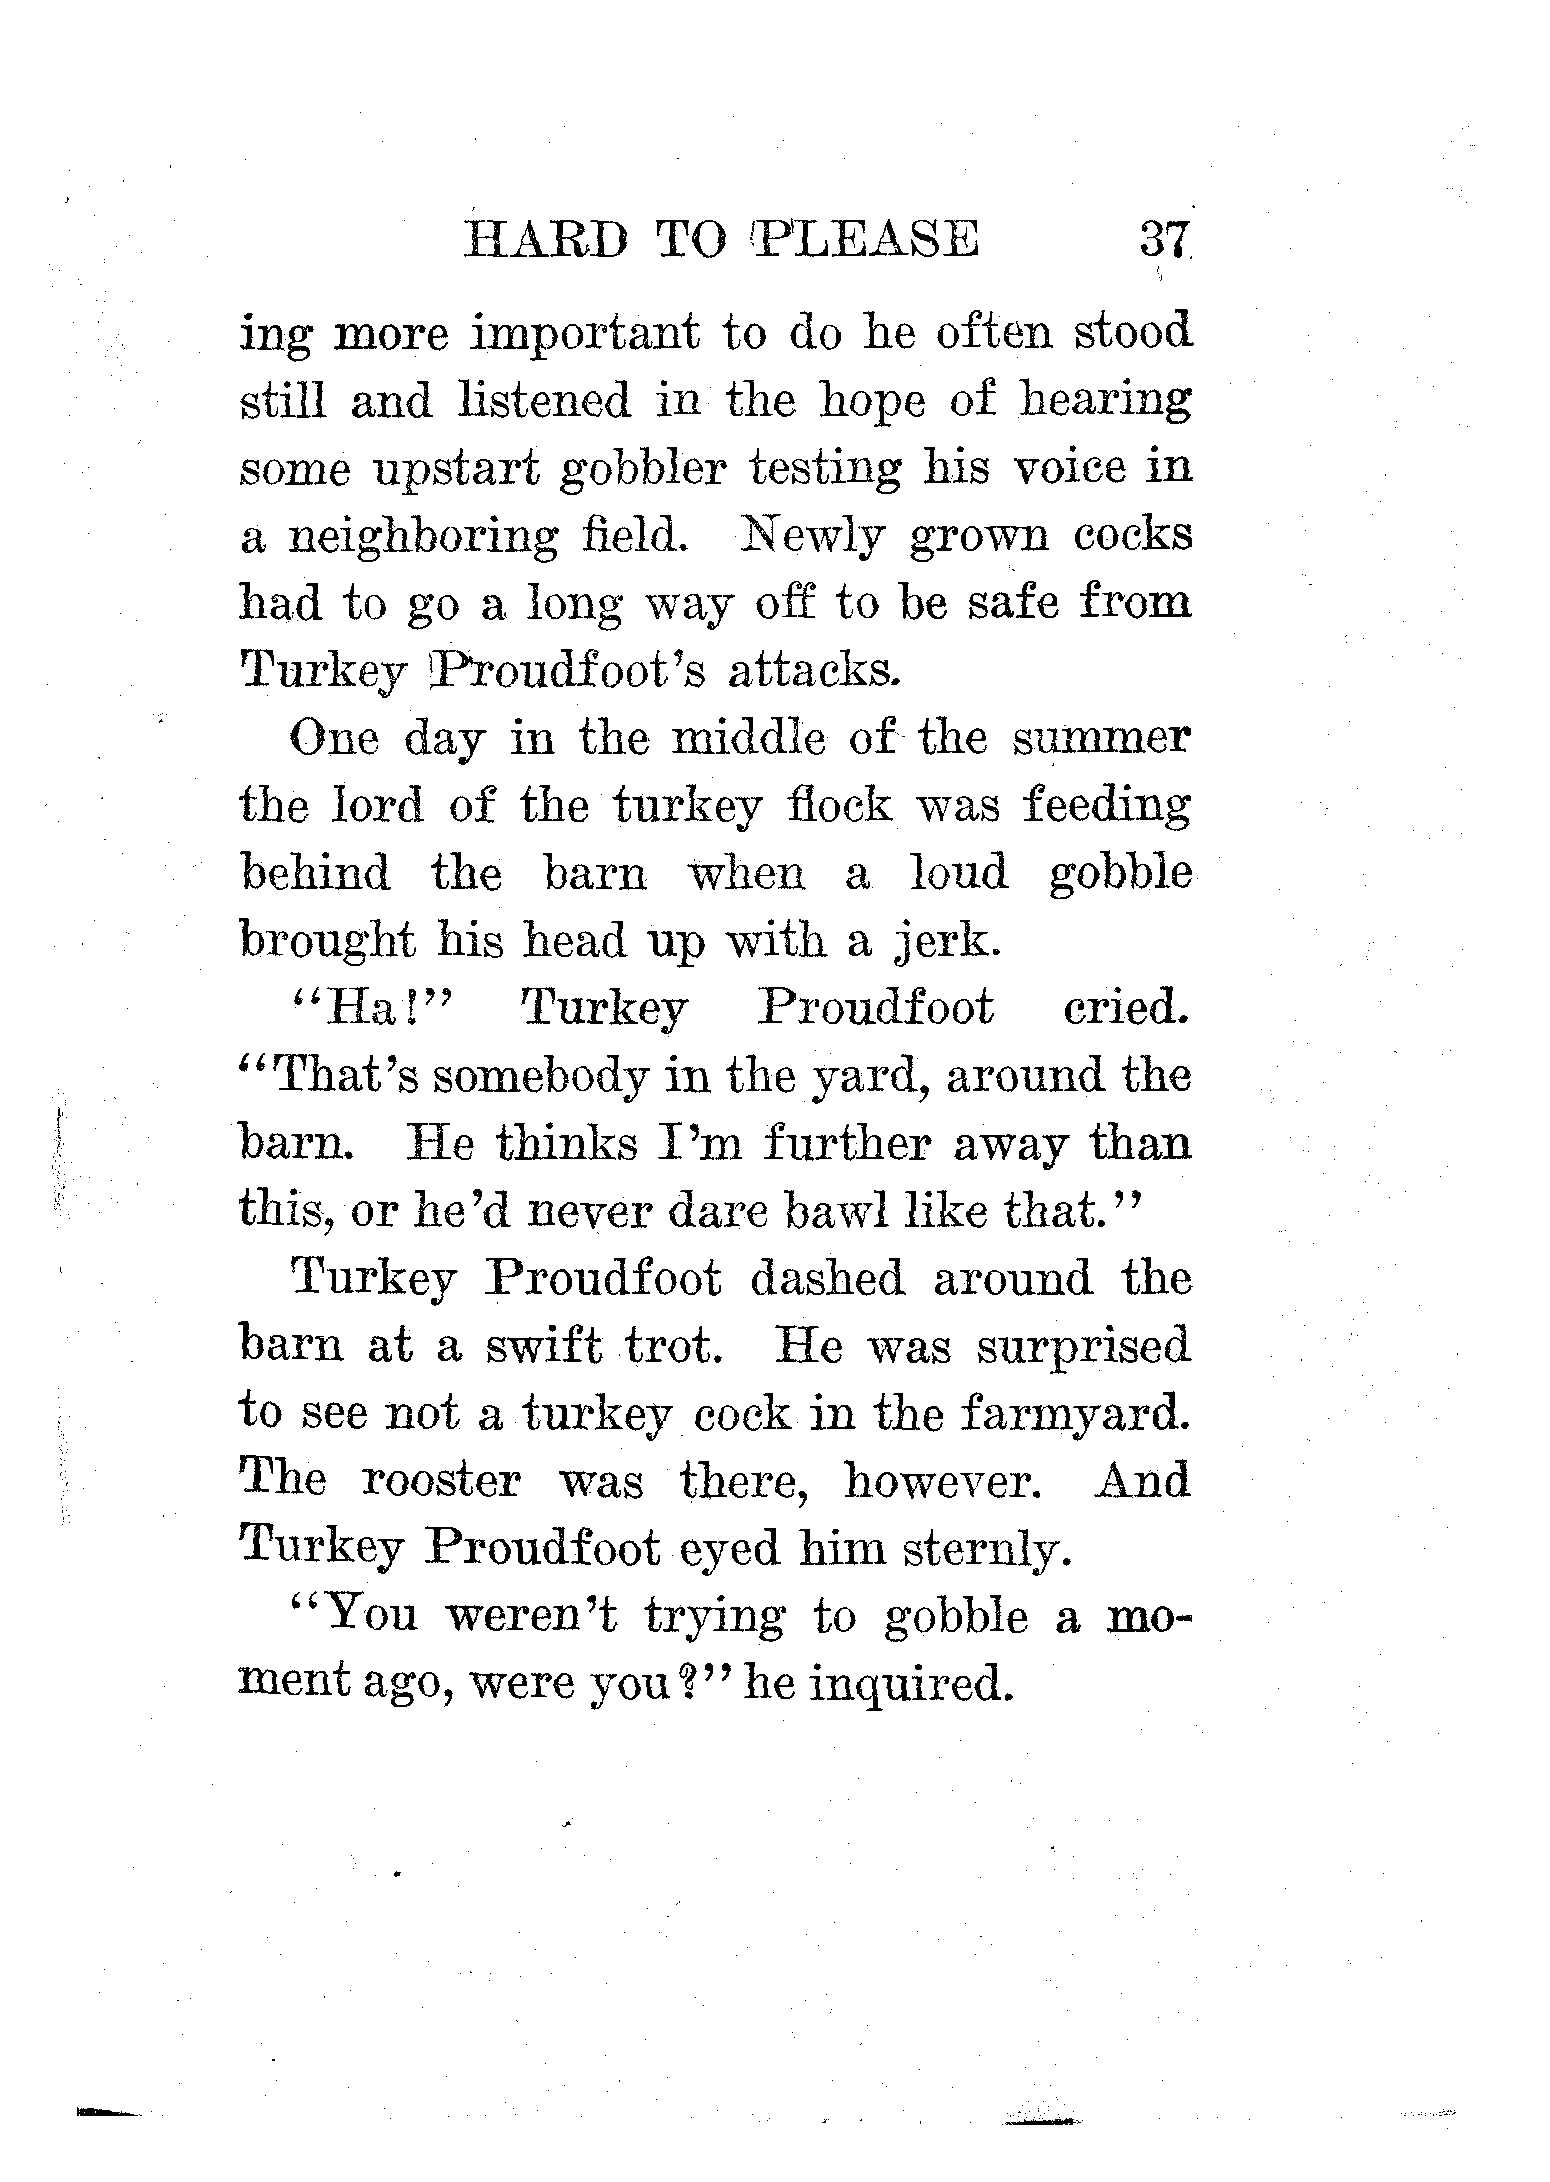 HARD TO PLEASE 37
ing more important to do he often stood
still and listened in the hope of hearing
some upstart gobbler testing his voice in
a neighboring field. Newly grown cocks
had to go a long way off to be safe from
Turkey Proudfoot's attacks.
One day in the middle of the summer
the lord of the turkey flock was feeding
behind the barn when a loud gobble
brought his head up with a jerk.
"Ha!" Turkey Proudfoot cried.
"That's somebody in the yard, around the
barn. He thinks I'm further away than
this, or he'd never dare bawl like that."
Turkey Proudfoot dashed around the
barn at a swift trot. He was surprised
to see not a turkey cock in the farmyard.
The rooster was there, however. And
Turkey Proudfoot eyed him sternly.
"You weren't trying to gobble a mo-
ment ago, were you?" he inquired.